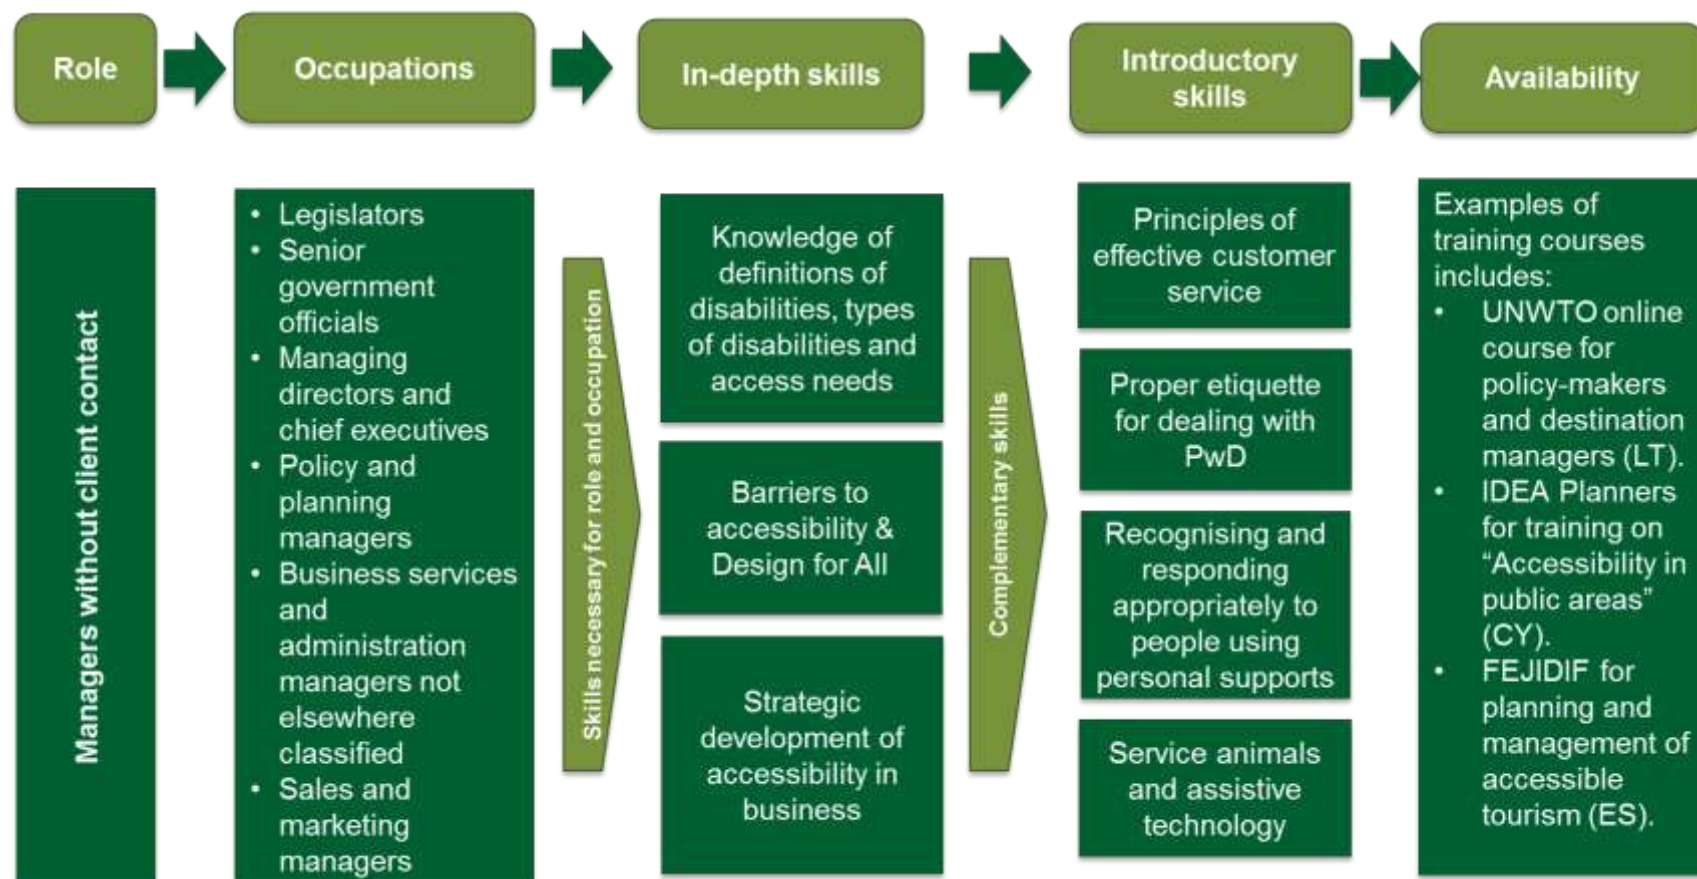 Role
Occupations
In-depth skills
Introductory
skills
Availability
Managers without client contact
• Legislators
• Senior
government
officials
• Managing
directors and
chief executives
• Policy and
planning
managers
• Business services
and
administration
managers not
elsewhere
classified
• Sales and
marketing
managers
Skills necessary for role and occupation
Knowledge of
definitions of
disabilities, types
of disabilities and
access needs
Barriers to
accessibility &
Design for All
Strategic
development of
accessibility in
business
Complementary skills
Principles of
effective customer
service
Proper etiquette
for dealing with
PwD
Recognising and
responding
appropriately to
people using
personal supports
Service animals
and assistive
technology
Examples of
training courses
includes:
• UNWTO online
course for
policy-makers
and destination
managers (LT).
• IDEA Planners
for training on
“Accessibility in
public areas”
(CY).
• FEJIDIF for
planning and
management of
accessible
tourism (ES).